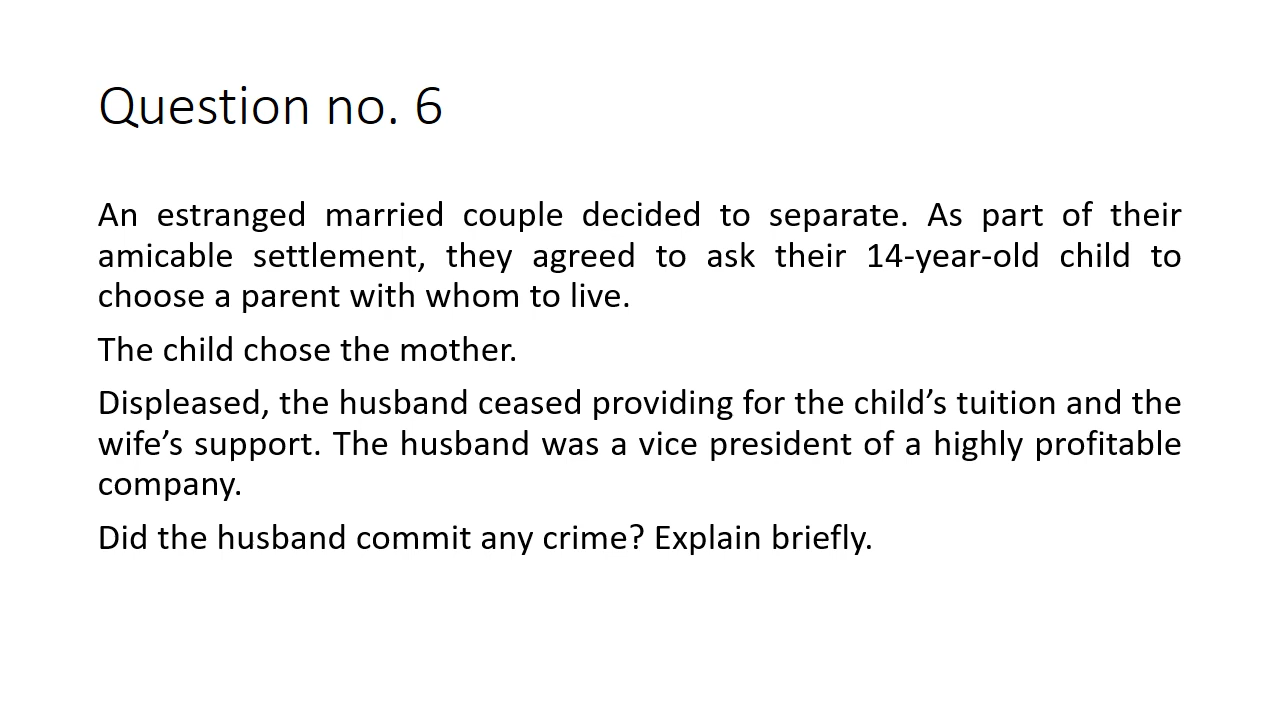 Question no. 6
An estranged married couple decided to separate. As part of their
amicable settlement, they agreed to ask their 14-year-old child to
choose a parent with whom to live.
The child chose the mother.
Displeased, the husband ceased providing for the child’s tuition and the
wife’s support. The husband was a vice president of a highly profitable
company.
Did the husband commit any crime? Explain briefly.